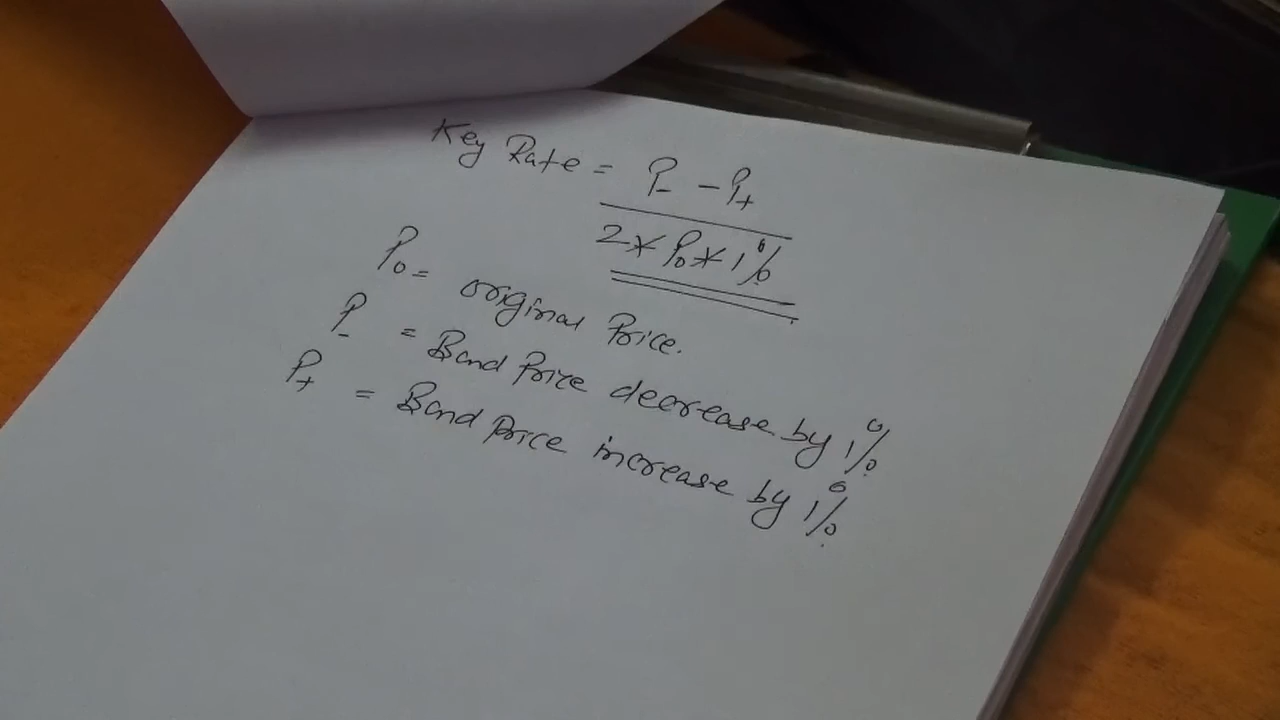 Key Rate = P- - P+
2 * P0 * 1%
P0 = original Price.
P- = Bond Price decrease by 1%
P+ = Bond Price increase by 1%